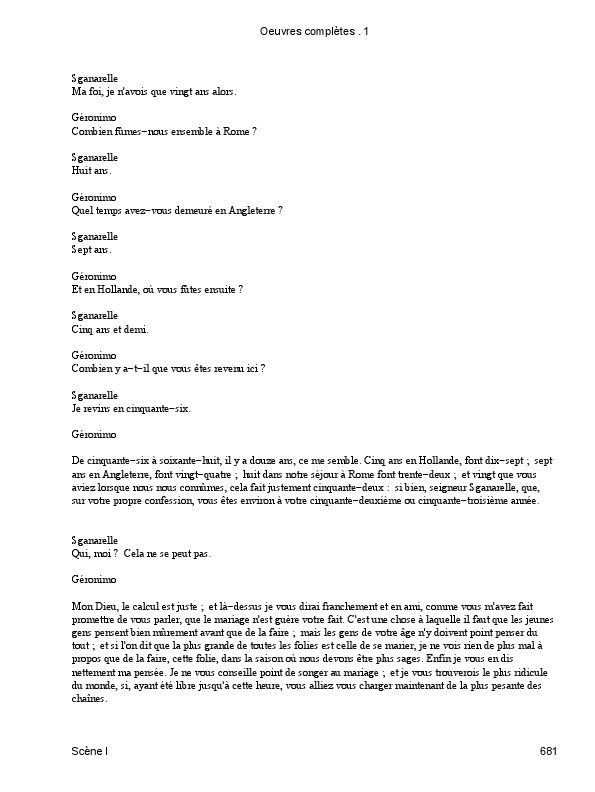 Oeuvres complètes . 1
Sganarelle
Ma foi, je n'avois que vingt ans alors.
Géronimo
Combien fûmes−nous ensemble à Rome ?
Sganarelle
Huit ans.
Géronimo
Quel temps avez−vous demeuré en Angleterre ?
Sganarelle
Sept ans.
Géronimo
Et en Hollande, où vous fûtes ensuite ?
Sganarelle
Cinq ans et demi.
Géronimo
Combien y a−t−il que vous êtes revenu ici ?
Sganarelle
Je revins en cinquante−six.
Géronimo
De cinquante−six à soixante−huit, il y a douze ans, ce me semble. Cinq ans en Hollande, font dix−sept ; sept
ans en Angleterre, font vingt−quatre ; huit dans notre séjour à Rome font trente−deux ; et vingt que vous
aviez lorsque nous nous connûmes, cela fait justement cinquante−deux : si bien, seigneur Sganarelle, que,
sur votre propre confession, vous êtes environ à votre cinquante−deuxième ou cinquante−troisième année.
Sganarelle
Qui, moi ? Cela ne se peut pas.
Géronimo
Mon Dieu, le calcul est juste ; et là−dessus je vous dirai franchement et en ami, comme vous m'avez fait
promettre de vous parler, que le mariage n'est guère votre fait. C'est une chose à laquelle il faut que les jeunes
gens pensent bien mûrement avant que de la faire ; mais les gens de votre âge n'y doivent point penser du
tout ; et si l'on dit que la plus grande de toutes les folies est celle de se marier, je ne vois rien de plus mal à
propos que de la faire, cette folie, dans la saison où nous devons être plus sages. Enfin je vous en dis
nettement ma pensée. Je ne vous conseille point de songer au mariage ; et je vous trouverois le plus ridicule
du monde, si, ayant été libre jusqu'à cette heure, vous alliez vous charger maintenant de la plus pesante des
chaînes.
Scène I
681